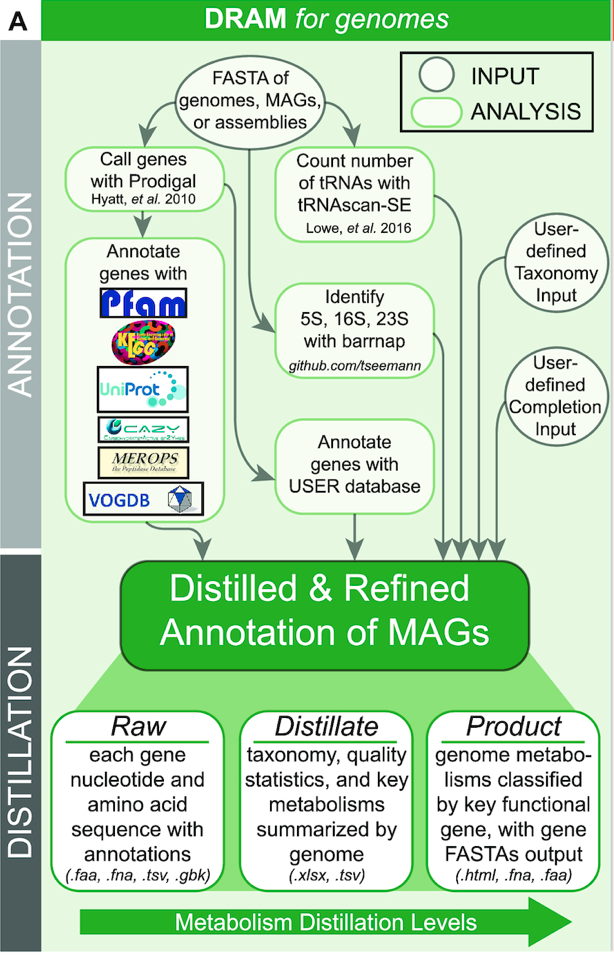 A
DRAM for genomes
ANNOTATION
FASTA of
genomes, MAGs,
or assemblies
INPUT
ANALYSIS
Call genes
with Prodigal
Hyatt, et al. 2010
Count number
of tRNAs with
tRNAscan-SE
Lowe, et al. 2016
User-
defined
Taxonomy
Input
Annotate
genes with
Pfam
KEGG
UniProt
CAZY
CARBOHYDRATE-ACTIVE ENZYMES
MEROPS
the Peptidase Database
VOGDB
Identify
5S, 16S, 23S
with barrnap
github.com/tseemann
User-
defined
Completion
Input
Annotate
genes with
USER database
DISTILLATION
Distilled & Refined
Annotation of MAGs
Raw
each gene
nucleotide and
amino acid
sequence with
annotations
(.faa, .fna, .tsv, .gbk)
Distillate
taxonomy, quality
statistics, and key
metabolisms
summarized by
genome
(.xlsx, .tsv)
Product
genome metabo-
lisms classified
by key functional
gene, with gene
FASTAs output
(.html, .fna, .faa)
Metabolism Distillation Levels